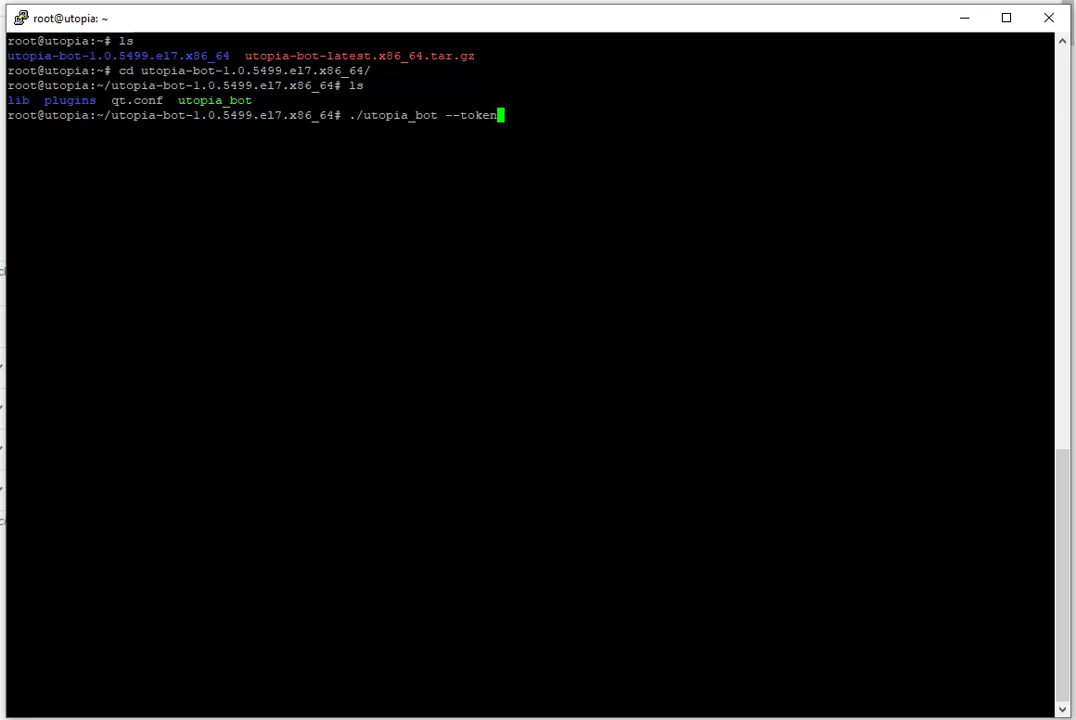 root@utopia: ~
root@utopia:~# ls
utopia-bot-1.0.5499.el7.x86_64  utopia-bot-latest.x86_64.tar.gz
root@utopia:~# cd utopia-bot-1.0.5499.el7.x86_64/
root@utopia:~/utopia-bot-1.0.5499.el7.x86_64# ls
lib  plugins  qt.conf  utopia_bot
root@utopia:~/utopia-bot-1.0.5499.el7.x86_64# ./utopia_bot --token